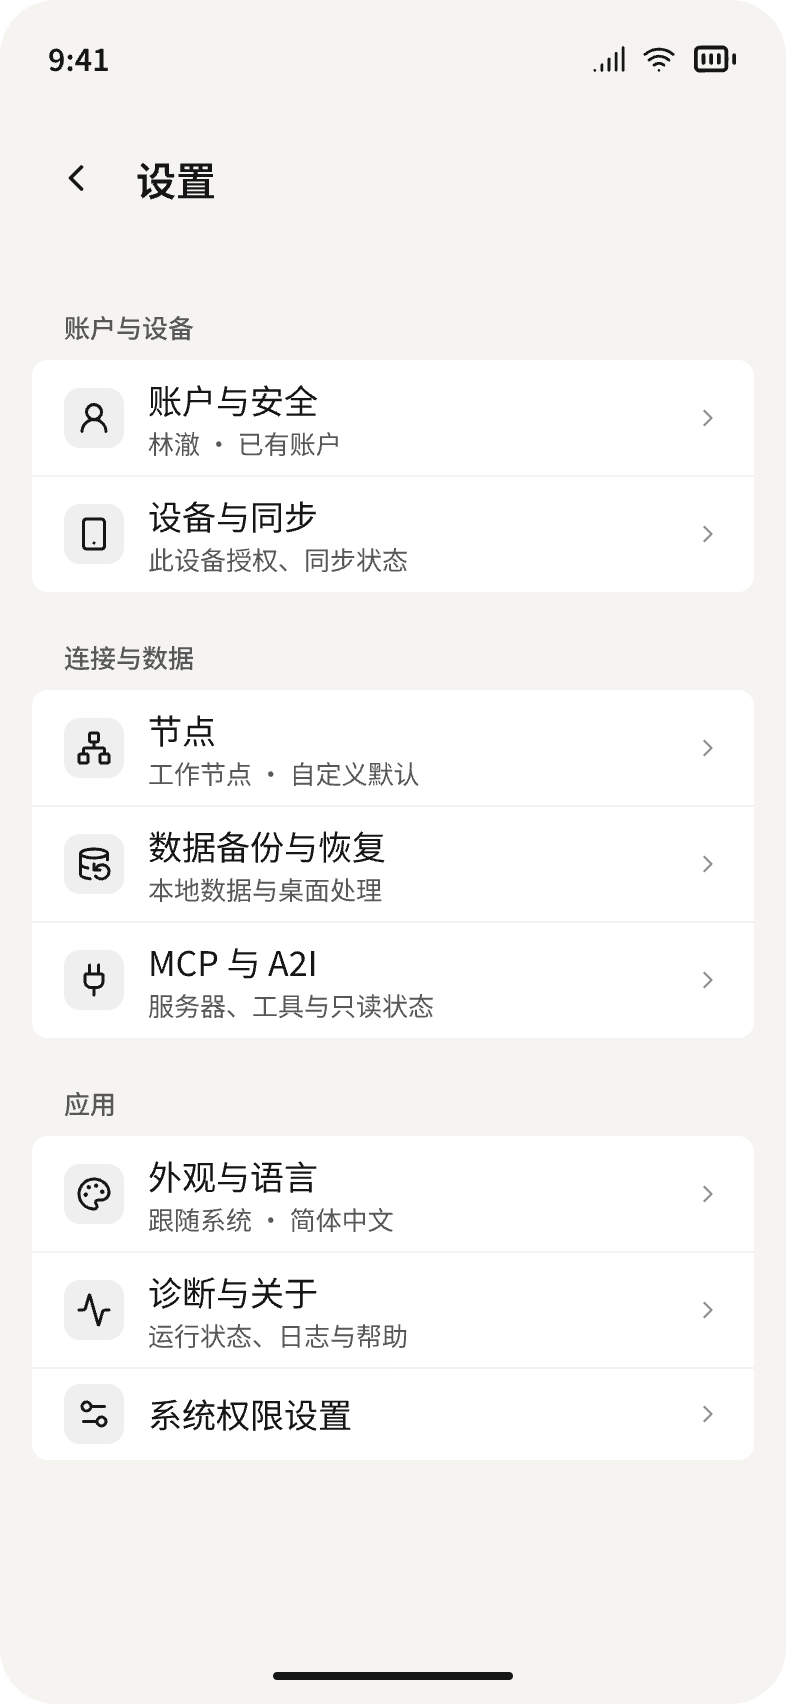 9:41
设置
账户与设备
账户与安全
林澈 • 已有账户
设备与同步
此设备授权、同步状态
连接与数据
节点
工作节点 • 自定义默认
数据备份与恢复
本地数据与桌面处理
MCP 与 A2I
服务器、工具与只读状态
应用
外观与语言
跟随系统 • 简体中文
诊断与关于
运行状态、日志与帮助
系统权限设置